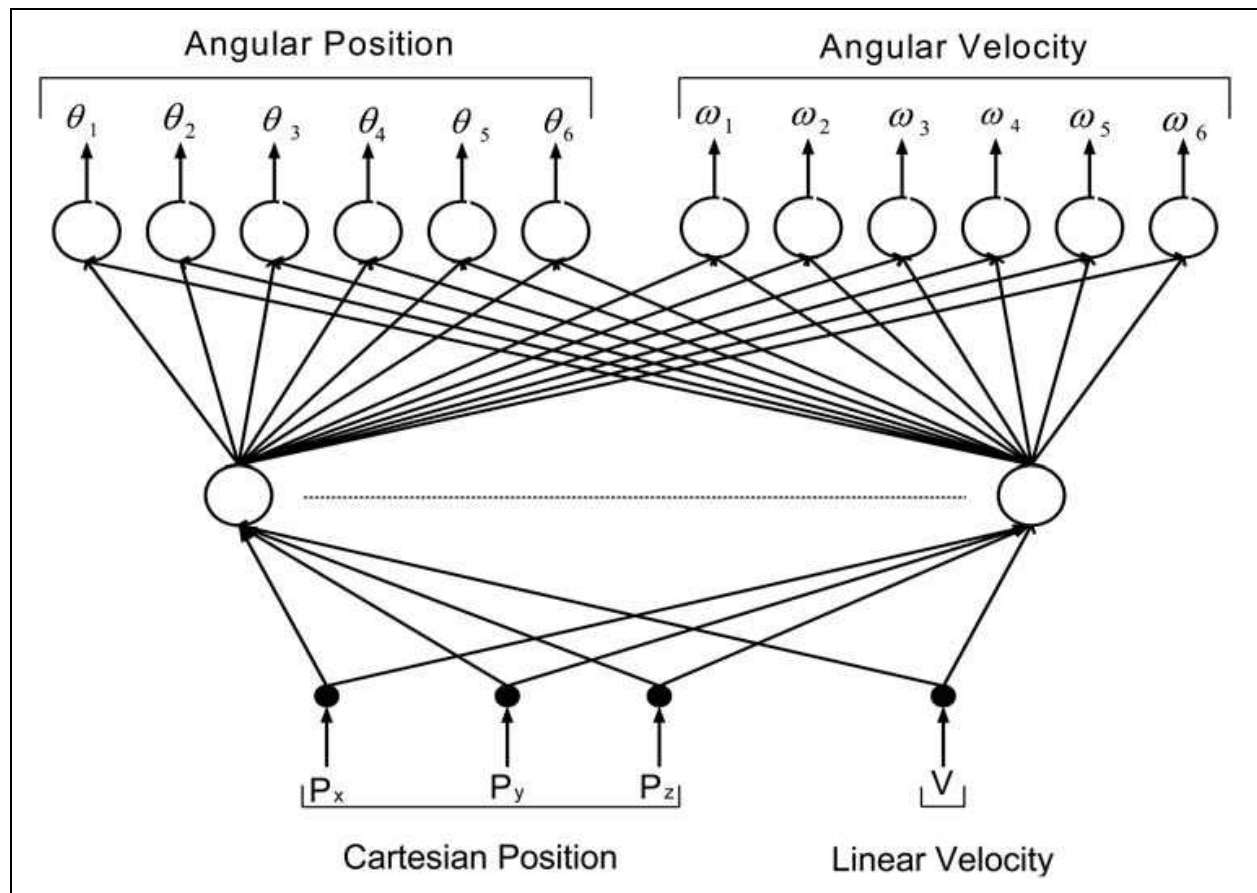 Angular Position Angular Velocity
θ1 θ2 θ3 θ4 θ5 θ6 ω1 ω2 ω3 ω4 ω5 ω6
Px Py Pz V
Cartesian Position Linear Velocity